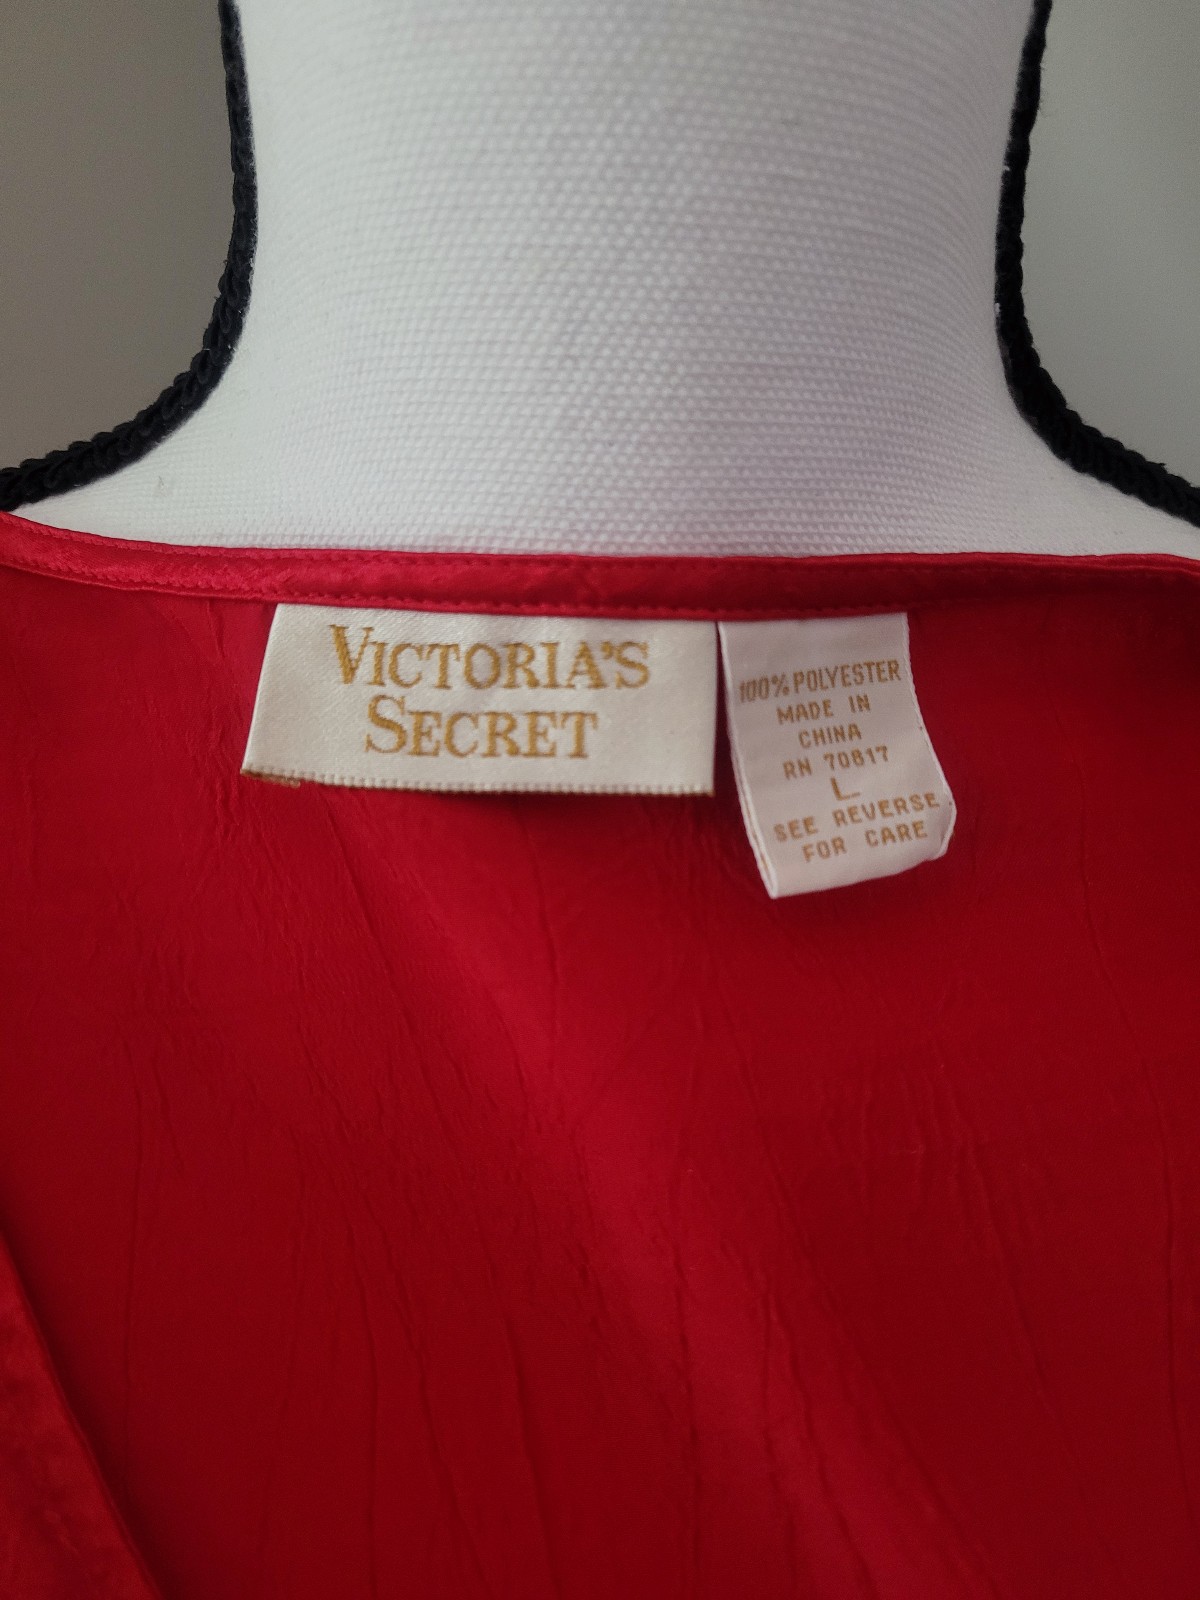 VICTORIA'S
SECRET
100% POLYESTER
MADE IN
CHINA
RN 70817
L
SEE REVERSE
FOR CARE